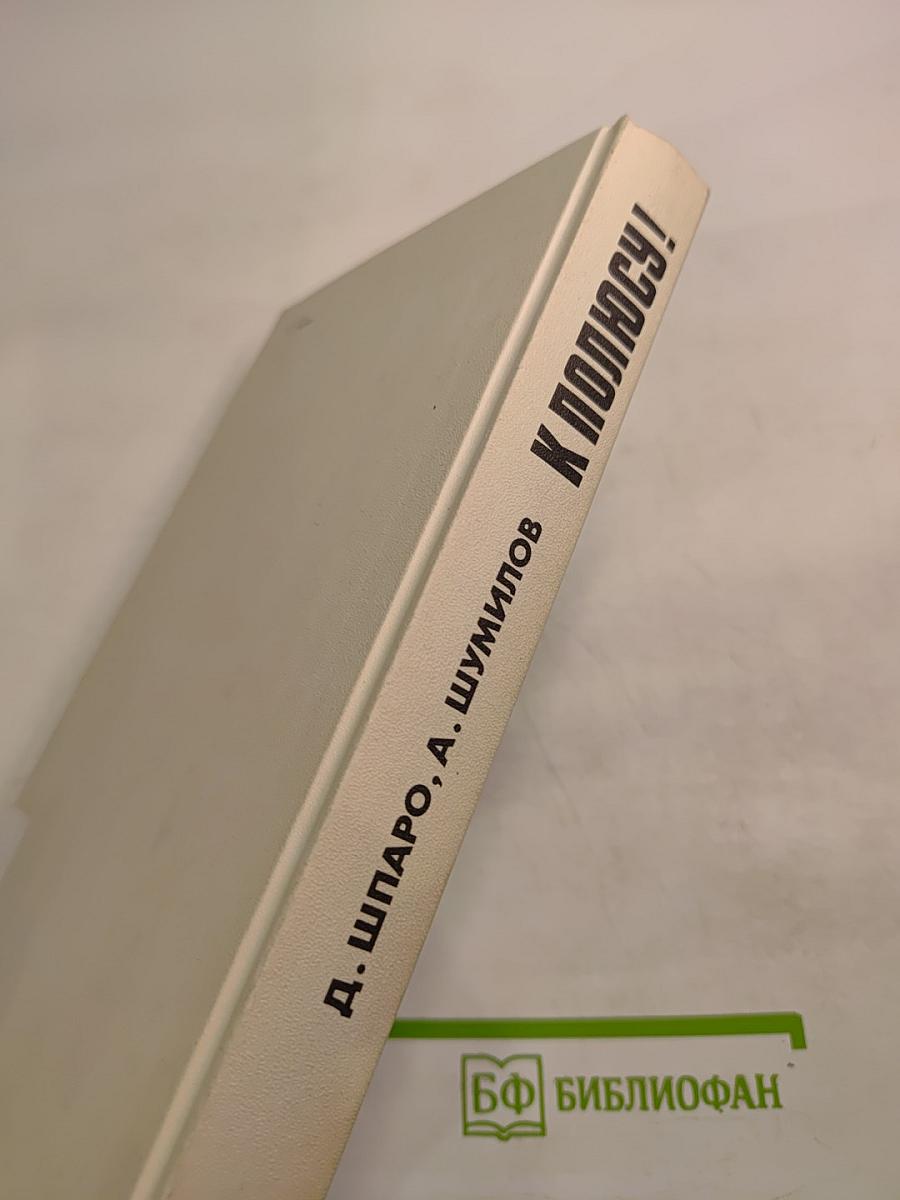 Д. ШПАРО, А. ШУМИЛОВ К ПОЛЮСУ!
БФ БИБЛИОФАН